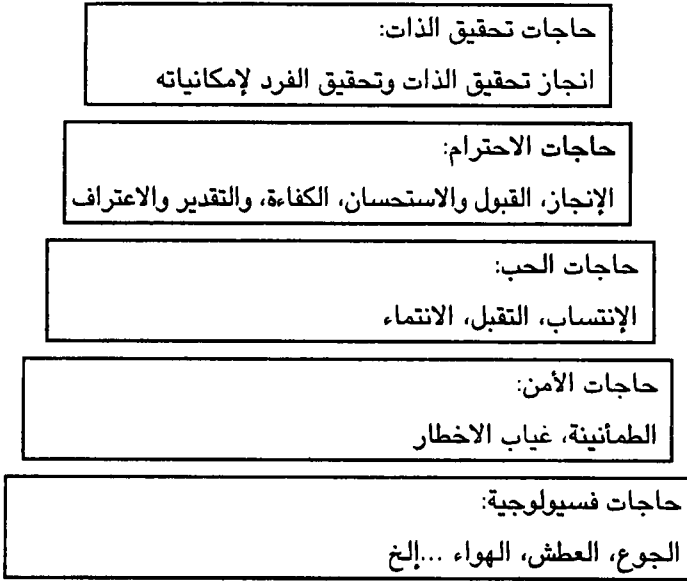 حاجات تحقيق الذات:
انجاز تحقيق الذات وتحقيق الفرد لإمكانياته
حاجات الاحترام:
الإنجاز، القبول والاستحسان، الكفاءة، والتقدير والاعتراف
حاجات الحب:
الإنتساب، التقبل، الانتماء
حاجات الأمن:
الطمأنينة، غياب الاخطار
حاجات فسيولوجية:
الجوع، العطش، الهواء ...إلخ